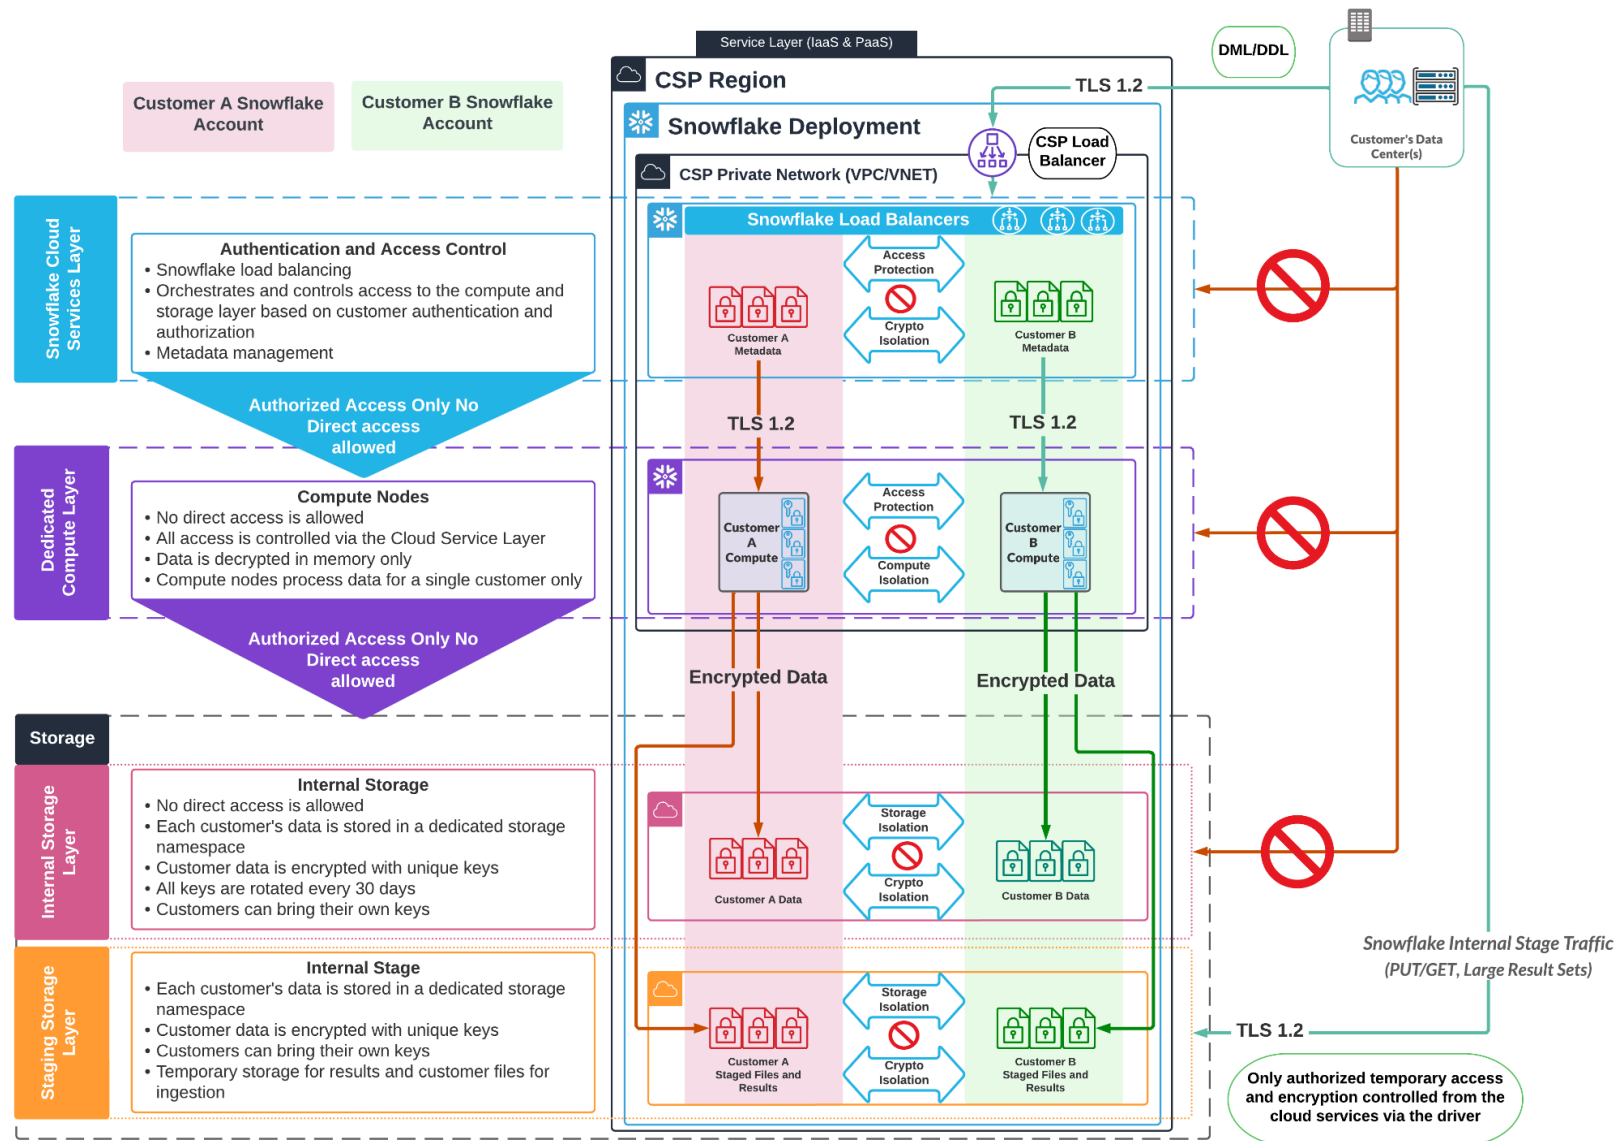 Service Layer (IaaS & PaaS)
CSP Region
TLS 1.2
DML/DDL
Customer's Data
Center(s)
Customer A Snowflake
Account
Customer B Snowflake
Account
Snowflake Deployment
CSP Load
Balancer
CSP Private Network (VPC/VNET)
Snowflake Cloud
Services Layer
Authentication and Access Control
• Snowflake load balancing
• Orchestrates and controls access to the compute and
storage layer based on customer authentication and
authorization
• Metadata management
Authorized Access Only No
Direct access
allowed
Snowflake Load Balancers
Access
Protection
Crypto
Isolation
Customer A
Metadata
Customer B
Metadata
TLS 1.2
TLS 1.2
Dedicated
Compute Layer
Compute Nodes
• No direct access is allowed
• All access is controlled via the Cloud Service Layer
• Data is decrypted in memory only
• Compute nodes process data for a single customer only
Authorized Access Only No
Direct access
allowed
Customer
A
Compute
Access
Protection
Compute
Isolation
Customer
B
Compute
Encrypted Data
Encrypted Data
Storage
Internal Storage
Layer
Internal Storage
• No direct access is allowed
• Each customer's data is stored in a dedicated storage
namespace
• Customer data is encrypted with unique keys
• All keys are rotated every 30 days
• Customers can bring their own keys
Storage
Isolation
Crypto
Isolation
Customer A Data
Customer B Data
Snowflake Internal Stage Traffic
(PUT/GET, Large Result Sets)
Staging Storage
Layer
Internal Stage
• Each customer's data is stored in a dedicated storage
namespace
• Customer data is encrypted with unique keys
• Customers can bring their own keys
• Temporary storage for results and customer files for
ingestion
Storage
Isolation
Crypto
Isolation
Customer A
Staged Files and
Results
Customer B
Staged Files and
Results
TLS 1.2
Only authorized temporary access
and encryption controlled from the
cloud services via the driver